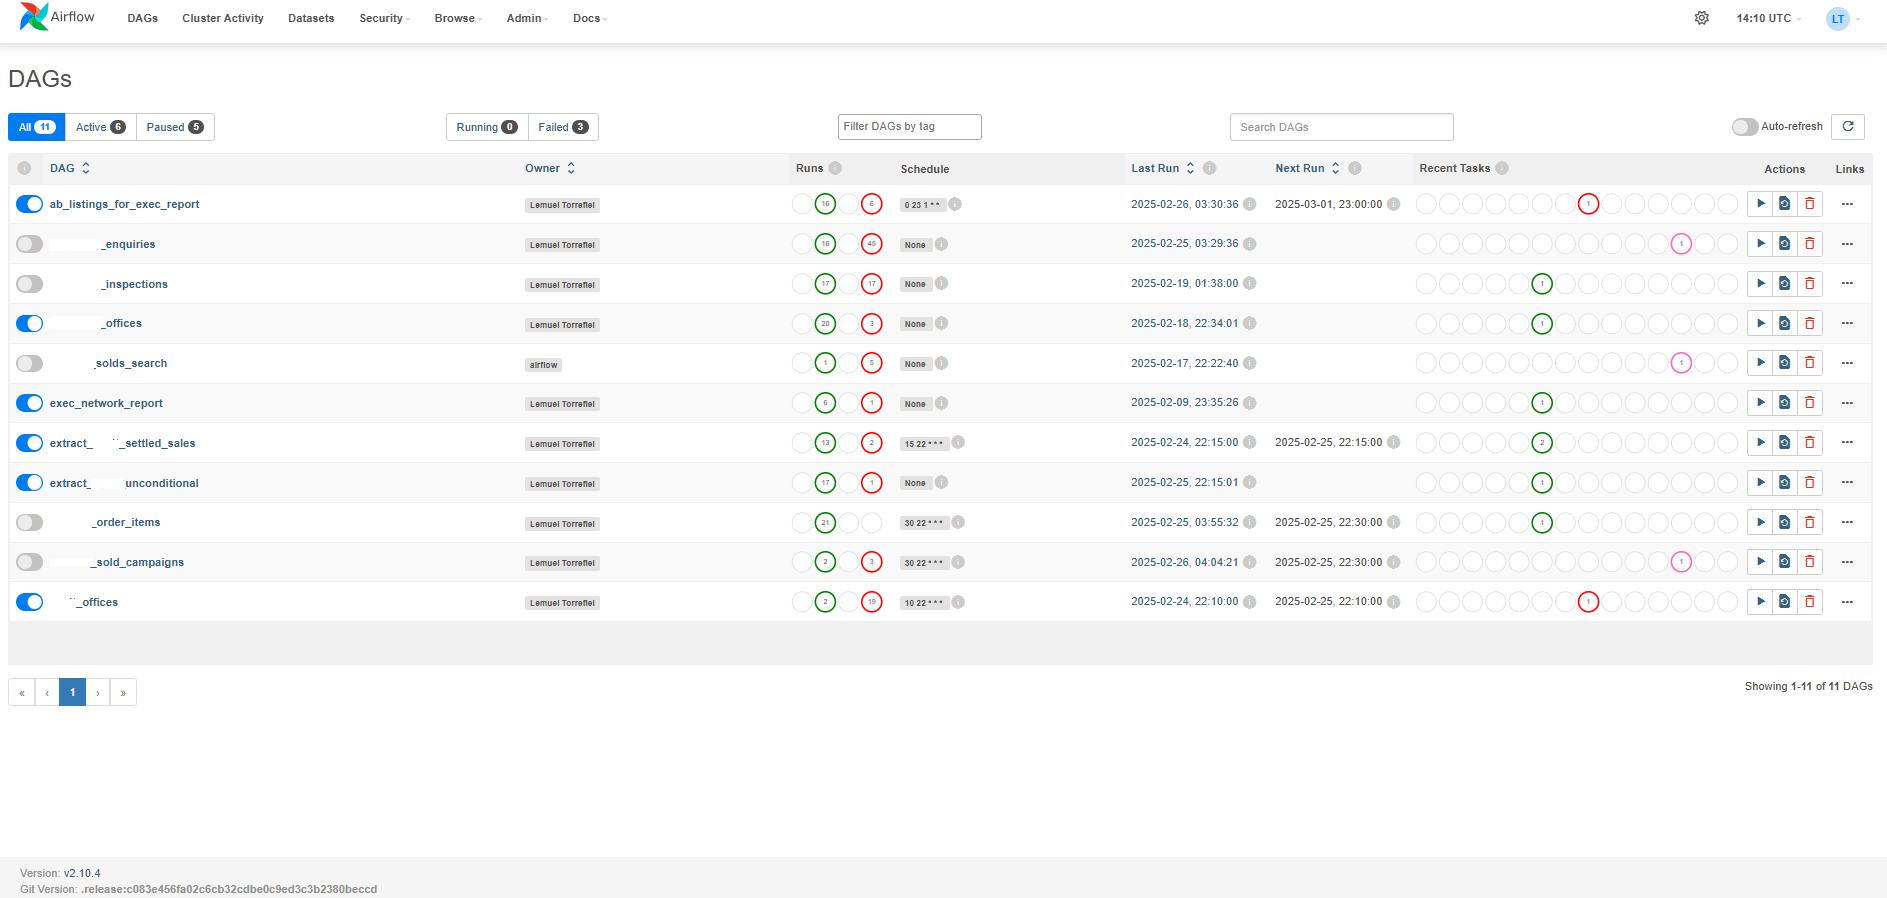 Airflow DAGs Cluster Activity Datasets Security Browse Admin Docs 14:10 UTC LT
DAGs
All 11 Active 6 Paused 5 Running 0 Failed 3 Filter DAGs by tag Search DAGs Auto-refresh
DAG Owner Runs Schedule Last Run Next Run Recent Tasks Actions Links
ab_listings_for_exec_report Lemuel Torrefiel 16 6 0 23 1 * * 2025-02-26, 03:30:36 2025-03-01, 23:00:00 1
_enquiries Lemuel Torrefiel 16 45 None 2025-02-25, 03:29:36 1
_inspections Lemuel Torrefiel 17 17 None 2025-02-19, 01:38:00 1
_offices Lemuel Torrefiel 20 3 None 2025-02-18, 22:34:01 1
_solds_search airflow 1 5 None 2025-02-17, 22:22:40 1
exec_network_report Lemuel Torrefiel 6 1 None 2025-02-09, 23:35:26 1
extract_ _settled_sales Lemuel Torrefiel 13 2 15 22 * * * 2025-02-24, 22:15:00 2025-02-25, 22:15:00 2
extract_ unconditional Lemuel Torrefiel 17 1 None 2025-02-25, 22:15:01 1
_order_items Lemuel Torrefiel 21 30 22 * * * 2025-02-25, 03:55:32 2025-02-25, 22:30:00 1
_sold_campaigns Lemuel Torrefiel 2 3 30 22 * * * 2025-02-26, 04:04:21 2025-02-25, 22:30:00 1
_offices Lemuel Torrefiel 2 19 10 22 * * * 2025-02-24, 22:10:00 2025-02-25, 22:10:00 1
« ‹ 1 › » Showing 1-11 of 11 DAGs
Version: v2.10.4
Git Version: .release:c083e456fa02c6cb32cdbe0c9ed3c3b2380beccd